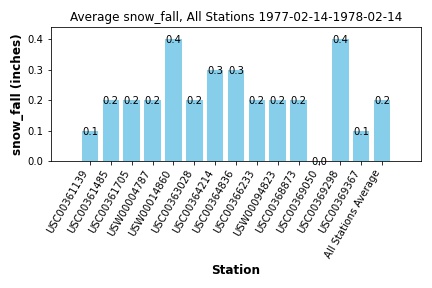 Average snow_fall, All Stations 1977-02-14-1978-02-14
snow_fall (inches)
0.4
0.3
0.2
0.1
0.0
0.1
0.2
0.2
0.2
0.4
0.2
0.3
0.3
0.2
0.2
0.2
0.0
0.4
0.1
0.2
USC00361139
USC00361485
USC00361705
USW00004787
USW00014860
USC00363028
USC00364214
USC00364836
USC00366233
USW00094823
USC00368873
USC00369050
USC00369298
USC00369367
All Stations Average
Station